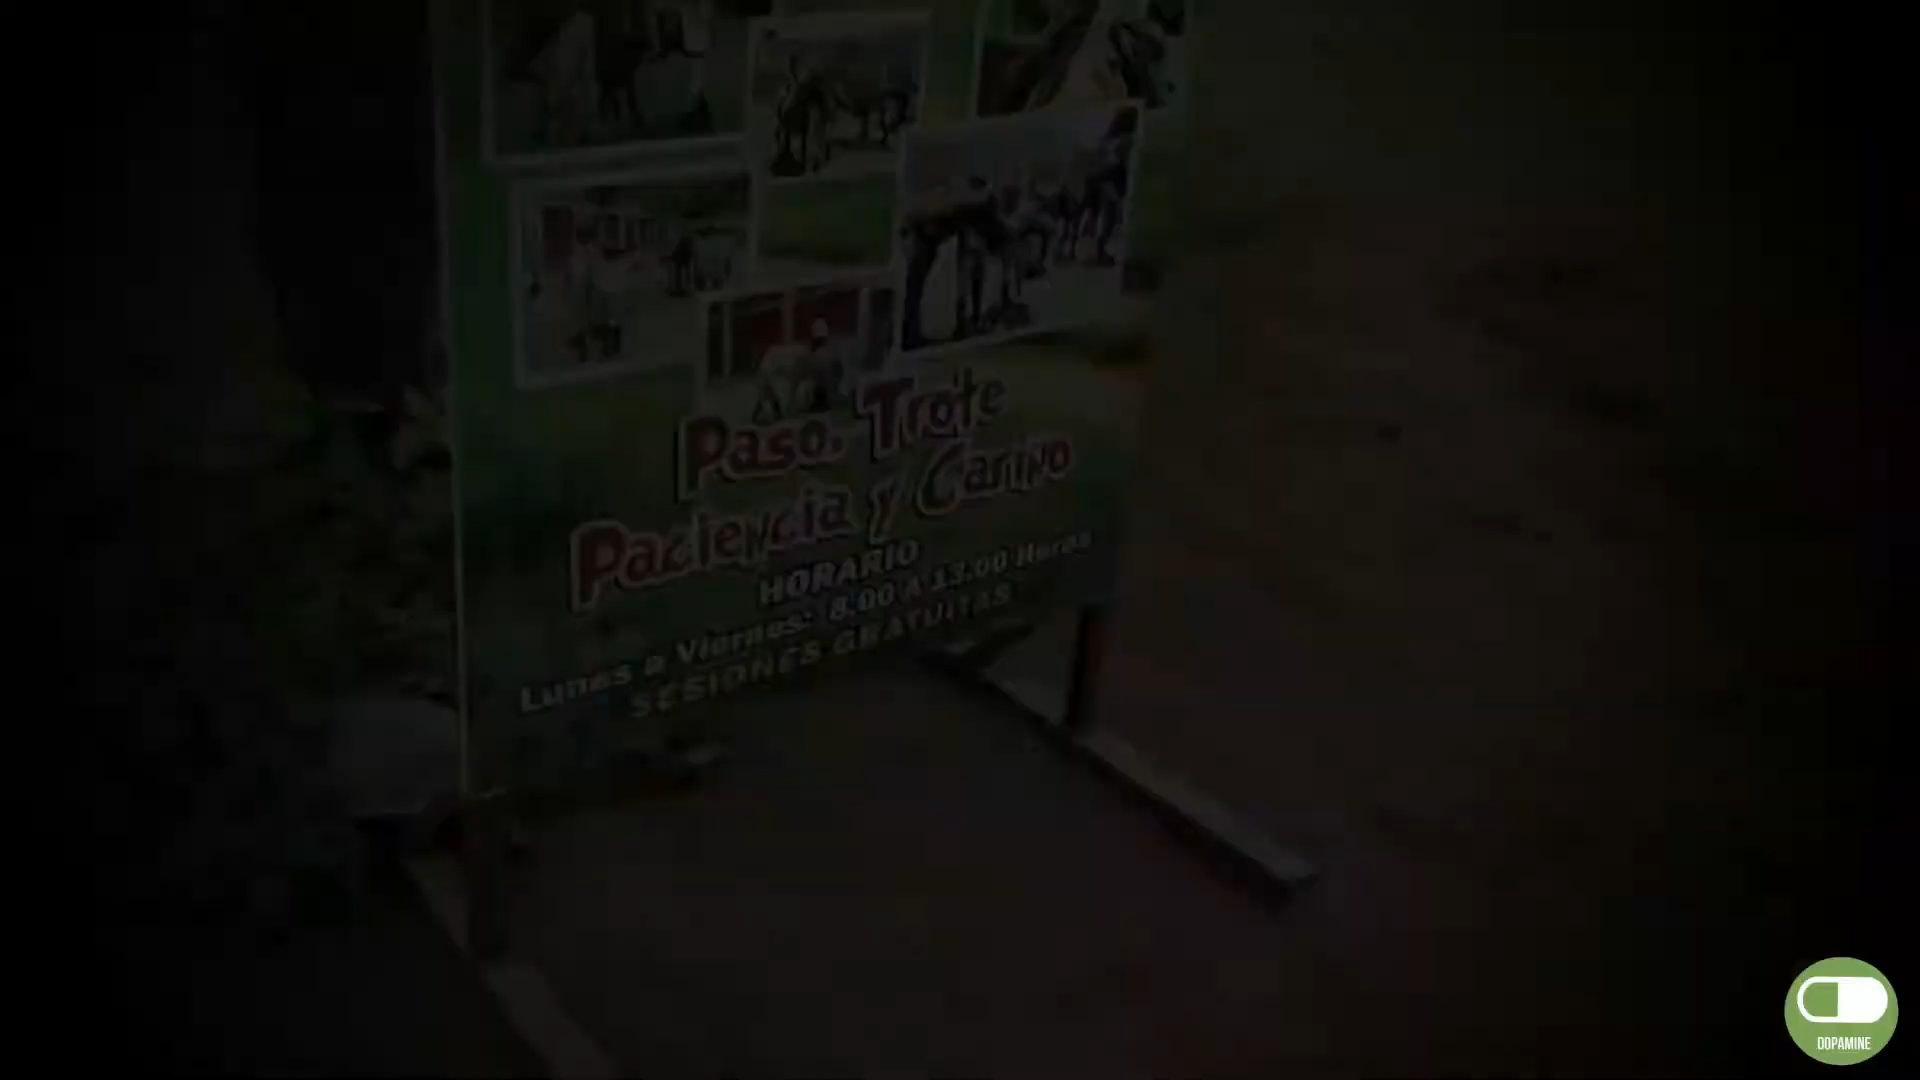 Paso, Trote
Paciencia y Cariño
HORARIO
Lunes a Viernes: 8.00 A 13.00 Horas
SESIONES GRATUITAS
DOPAMINE